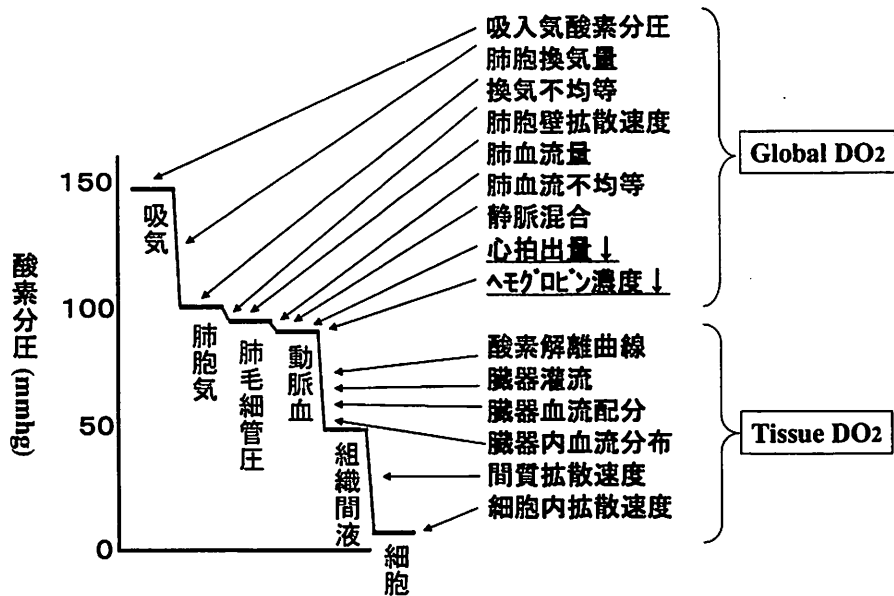 吸入気酸素分圧
肺胞換気量
換気不均等
肺胞壁拡散速度
肺血流量
肺血流不均等
静脈混合
心拍出量↓
ヘモグロビン濃度↓
Global DO2
酸素解離曲線
臓器灌流
臓器血流配分
臓器内血流分布
間質拡散速度
細胞内拡散速度
Tissue DO2
酸素分圧 (mmhg)
150
100
50
0
吸気
肺胞気
肺毛細管圧
動脈血
組織間液
細胞